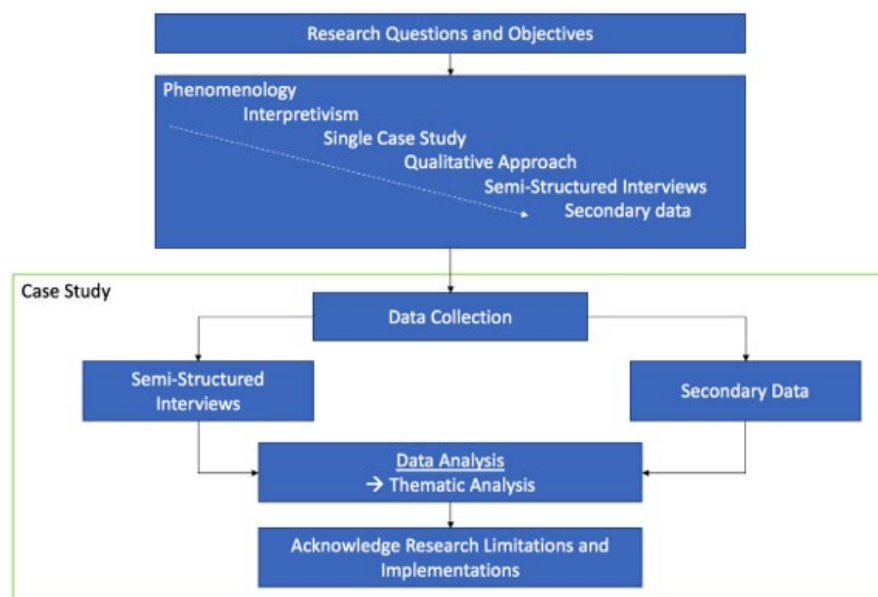 Research Questions and Objectives
Phenomenology
Interpretivism
Single Case Study
Qualitative Approach
Semi-Structured Interviews
Secondary data
Case Study
Data Collection
Semi-Structured
Interviews
Secondary Data
Data Analysis
→ Thematic Analysis
Acknowledge Research Limitations and
Implementations